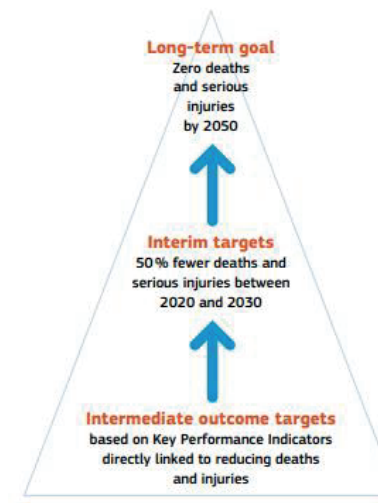 Long-term goal
Zero deaths
and serious
injuries
by 2050
Interim targets
50% fewer deaths and
serious injuries between
2020 and 2030
Intermediate outcome targets
based on Key Performance Indicators
directly linked to reducing deaths
and injuries